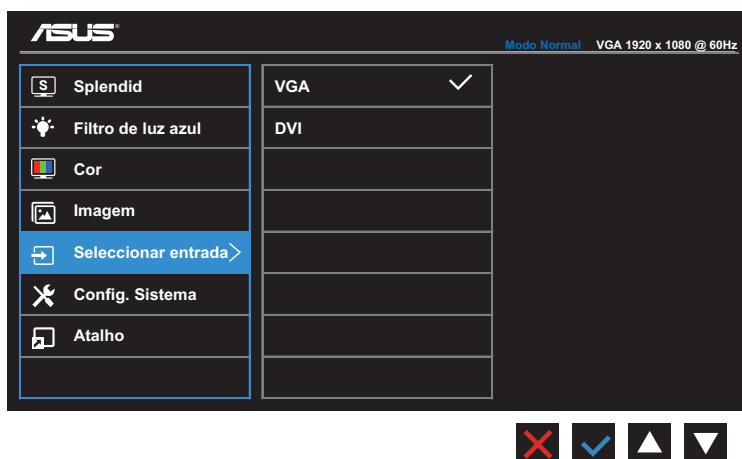 ASUS
Modo Normal VGA 1920 x 1080 @ 60Hz
S Splendid
Filtro de luz azul
Cor
Imagem
Seleccionar entrada
Config. Sistema
Atalho
VGA
DVI